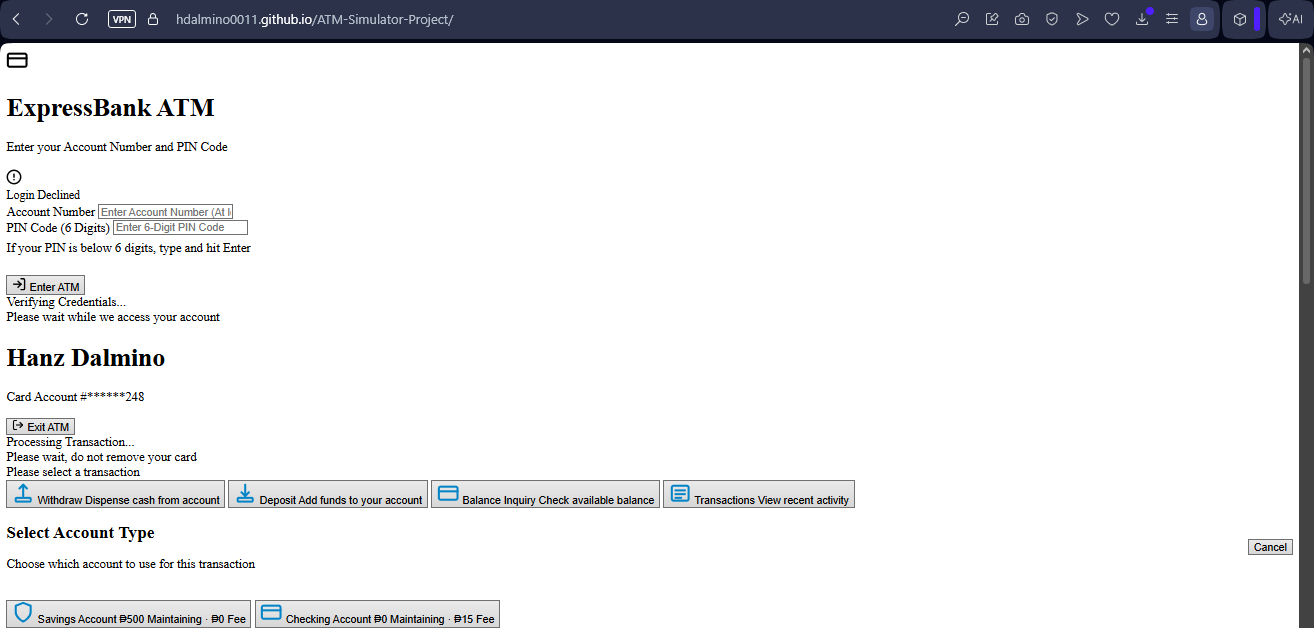 VPN
hdalmino0011.github.io/ATM-Simulator-Project/
AI
ExpressBank ATM
Enter your Account Number and PIN Code
Login Declined
Account Number Enter Account Number (At l
PIN Code (6 Digits) Enter 6-Digit PIN Code
If your PIN is below 6 digits, type and hit Enter
Enter ATM
Verifying Credentials...
Please wait while we access your account
Hanz Dalmino
Card Account #******248
Exit ATM
Processing Transaction...
Please wait, do not remove your card
Please select a transaction
Withdraw Dispense cash from account Deposit Add funds to your account Balance Inquiry Check available balance Transactions View recent activity
Select Account Type
Cancel
Choose which account to use for this transaction
Savings Account ₱500 Maintaining · ₱0 Fee Checking Account ₱0 Maintaining · ₱15 Fee